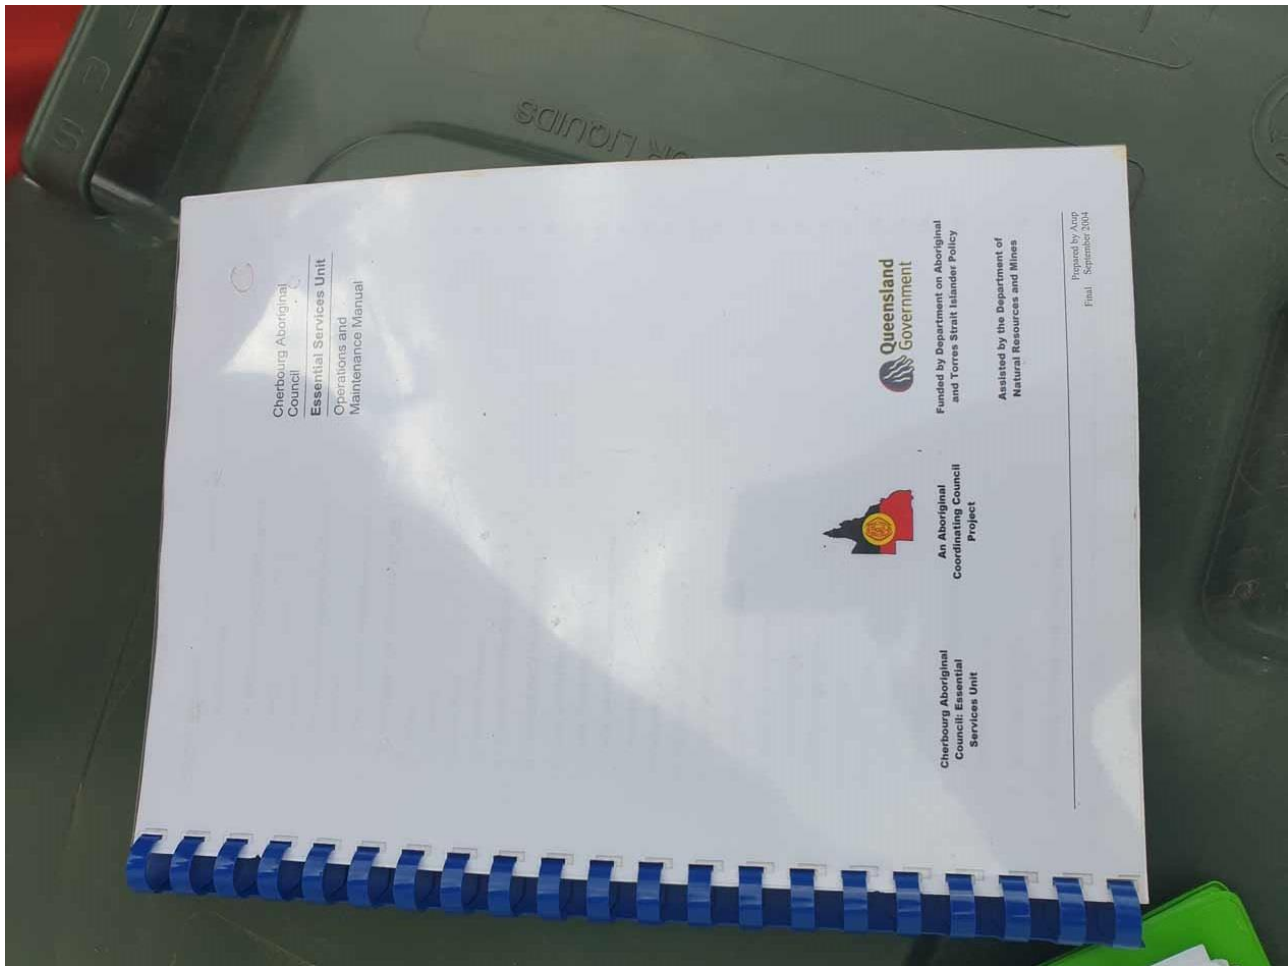 Cherbourg Aboriginal
Council
Essential Services Unit
Operations and
Maintenance Manual
Cherbourg Aboriginal
Council: Essential
Services Unit
An Aboriginal
Coordinating Council
Project
Queensland
Government
Funded by Department on Aboriginal
and Torres Strait Islander Policy
Assisted by the Department of
Natural Resources and Mines
Prepared by Arup
Final September 2004
LIQUIDS